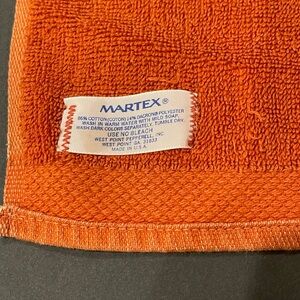 MARTEX®
86% COTTON(COTON) 14% DACRON® POLYESTER
WASH IN WARM WATER WITH MILD SOAP,
WASH DARK COLORS SEPARATELY, TUMBLE DRY.
USE NO BLEACH
WEST POINT PEPPERELL, INC.
WEST POINT GA. 31833
MADE IN U.S.A.